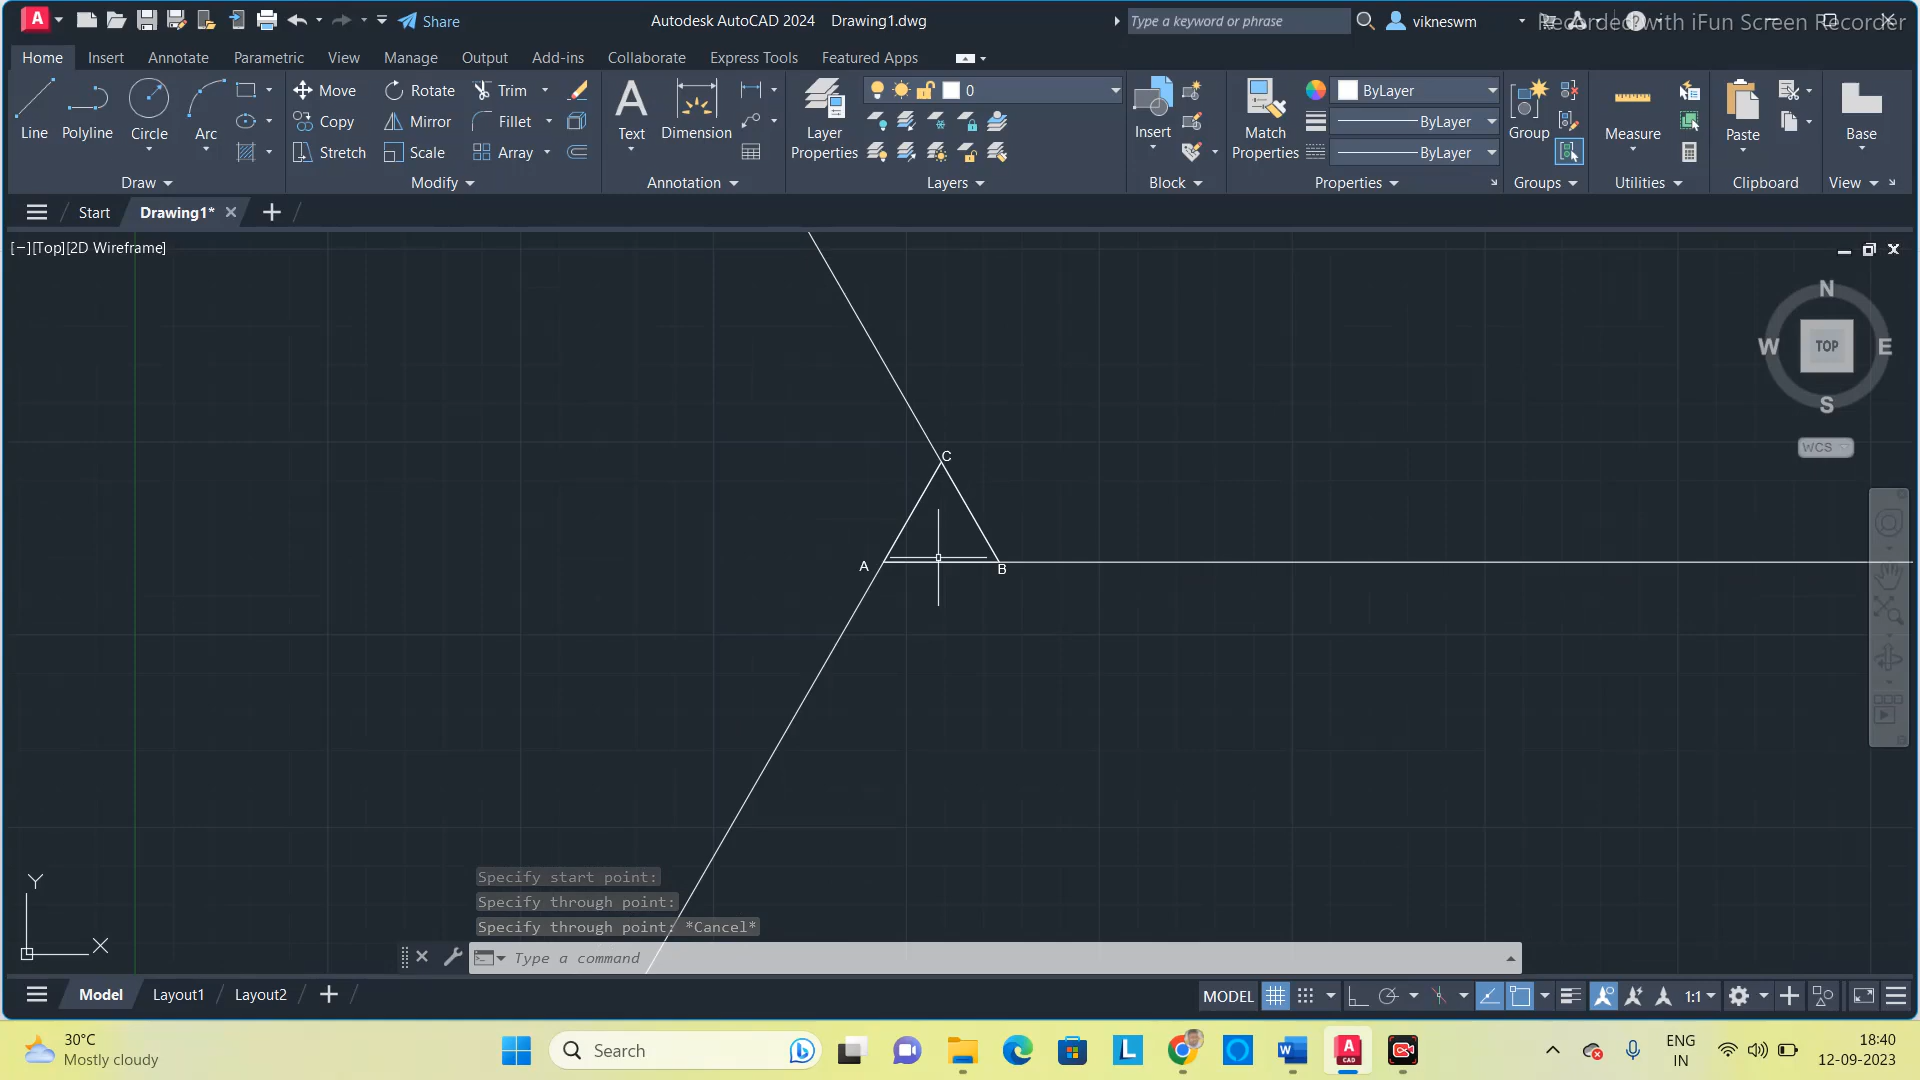 Autodesk AutoCAD 2024 Drawing1.dwg
Share
Type a keyword or phrase
vikneswm
Recorded with iFun Screen Recorder
Home Insert Annotate Parametric View Manage Output Add-ins Collaborate Express Tools Featured Apps
Line Polyline Circle Arc
Move Rotate Trim
Copy Mirror Fillet
Stretch Scale Array
Text Dimension
Layer
Properties
0
Insert
Match
Properties
ByLayer
ByLayer
ByLayer
Group
Measure
Paste
Base
Draw Modify Annotation Layers Block Properties Groups Utilities Clipboard View
Start Drawing1* +
[−][Top][2D Wireframe]
N
W TOP E
S
WCS
C
A
B
Y
X
Specify start point:
Specify through point:
Specify through point: *Cancel*
Type a command
Model Layout1 Layout2 +
MODEL 1:1
30°C
Mostly cloudy
Search
ENG
IN
18:40
12-09-2023